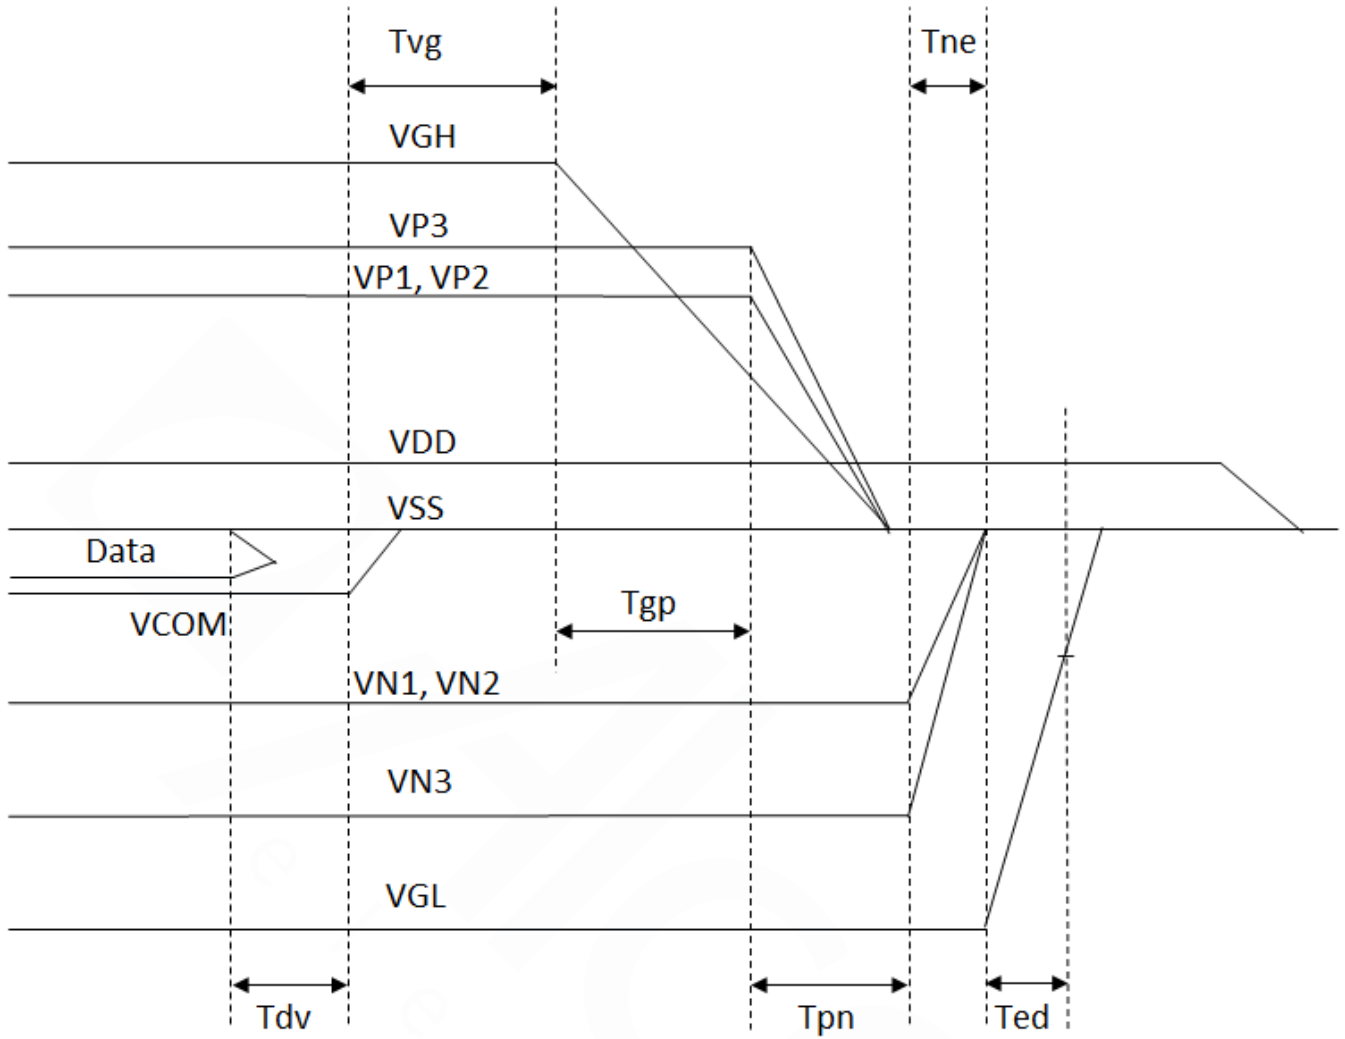 Tvg
Tne
VGH
VP3
VP1, VP2
VDD
VSS
Data
Tgp
VCOM
VN1, VN2
VN3
VGL
Tdv
Tpn
Ted